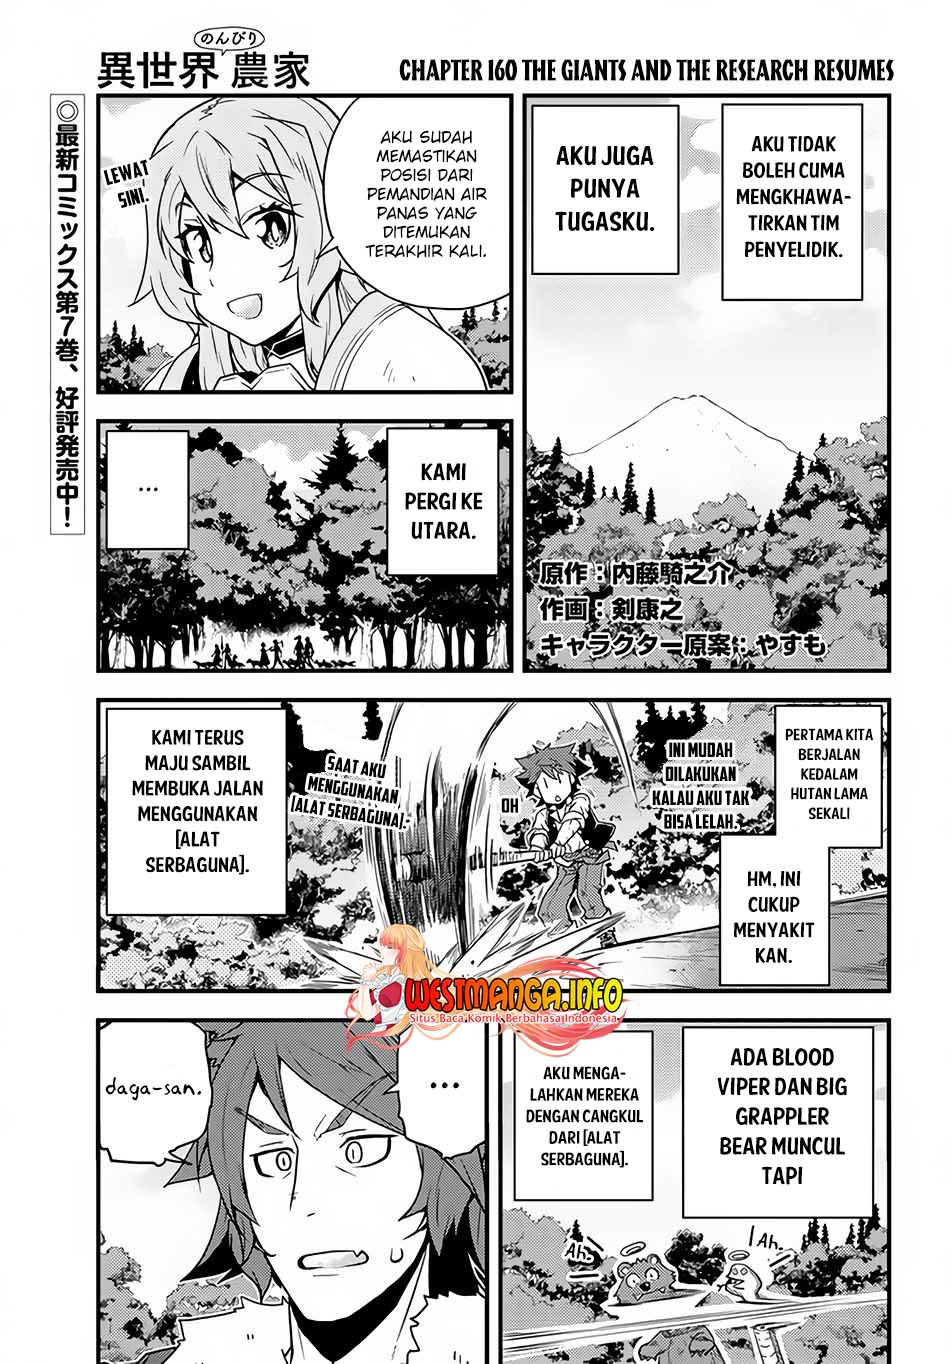 のんびり
異世界 農家
CHAPTER 160 THE GIANTS AND THE RESEARCH RESUMES
◎最新コミックス第7巻、好評発売中!
AKU TIDAK
BOLEH CUMA
MENGKHAWA-
TIRKAN TIM
PENYELIDIK.
AKU JUGA
PUNYA
TUGASKU.
原作:内藤騎之介
作画:剣康之
キャラクター原案:やすも
AKU SUDAH
MEMASTIKAN
POSISI DARI
PEMANDIAN AIR
PANAS YANG
DITEMUKAN
TERAKHIR KALI.
LEWAT
SINI.
KAMI
PERGI KE
UTARA.
...
PERTAMA KITA
BERJALAN
KEDALAM
HUTAN LAMA
SEKALI
HM, INI
CUKUP
MENYAKIT
KAN.
INI MUDAH
DILAKUKAN
KALAU AKU TAK
BISA LELAH.
OH
SAAT AKU
MENGGUNAKAN
[ALAT SERBAGUNA].
KAMI TERUS
MAJU SAMBIL
MEMBUKA JALAN
MENGGUNAKAN
[ALAT
SERBAGUNA].
WESTMANGA.INFO
Situs Baca Komik Berbahasa Indonesia
ADA BLOOD
VIPER DAN BIG
GRAPPLER
BEAR MUNCUL
TAPI
AKU MENGA-
LAHKAN MEREKA
DENGAN CANGKUL
DARI [ALAT
SERBAGUNA].
Ah..
Ah..
...
daga-san.